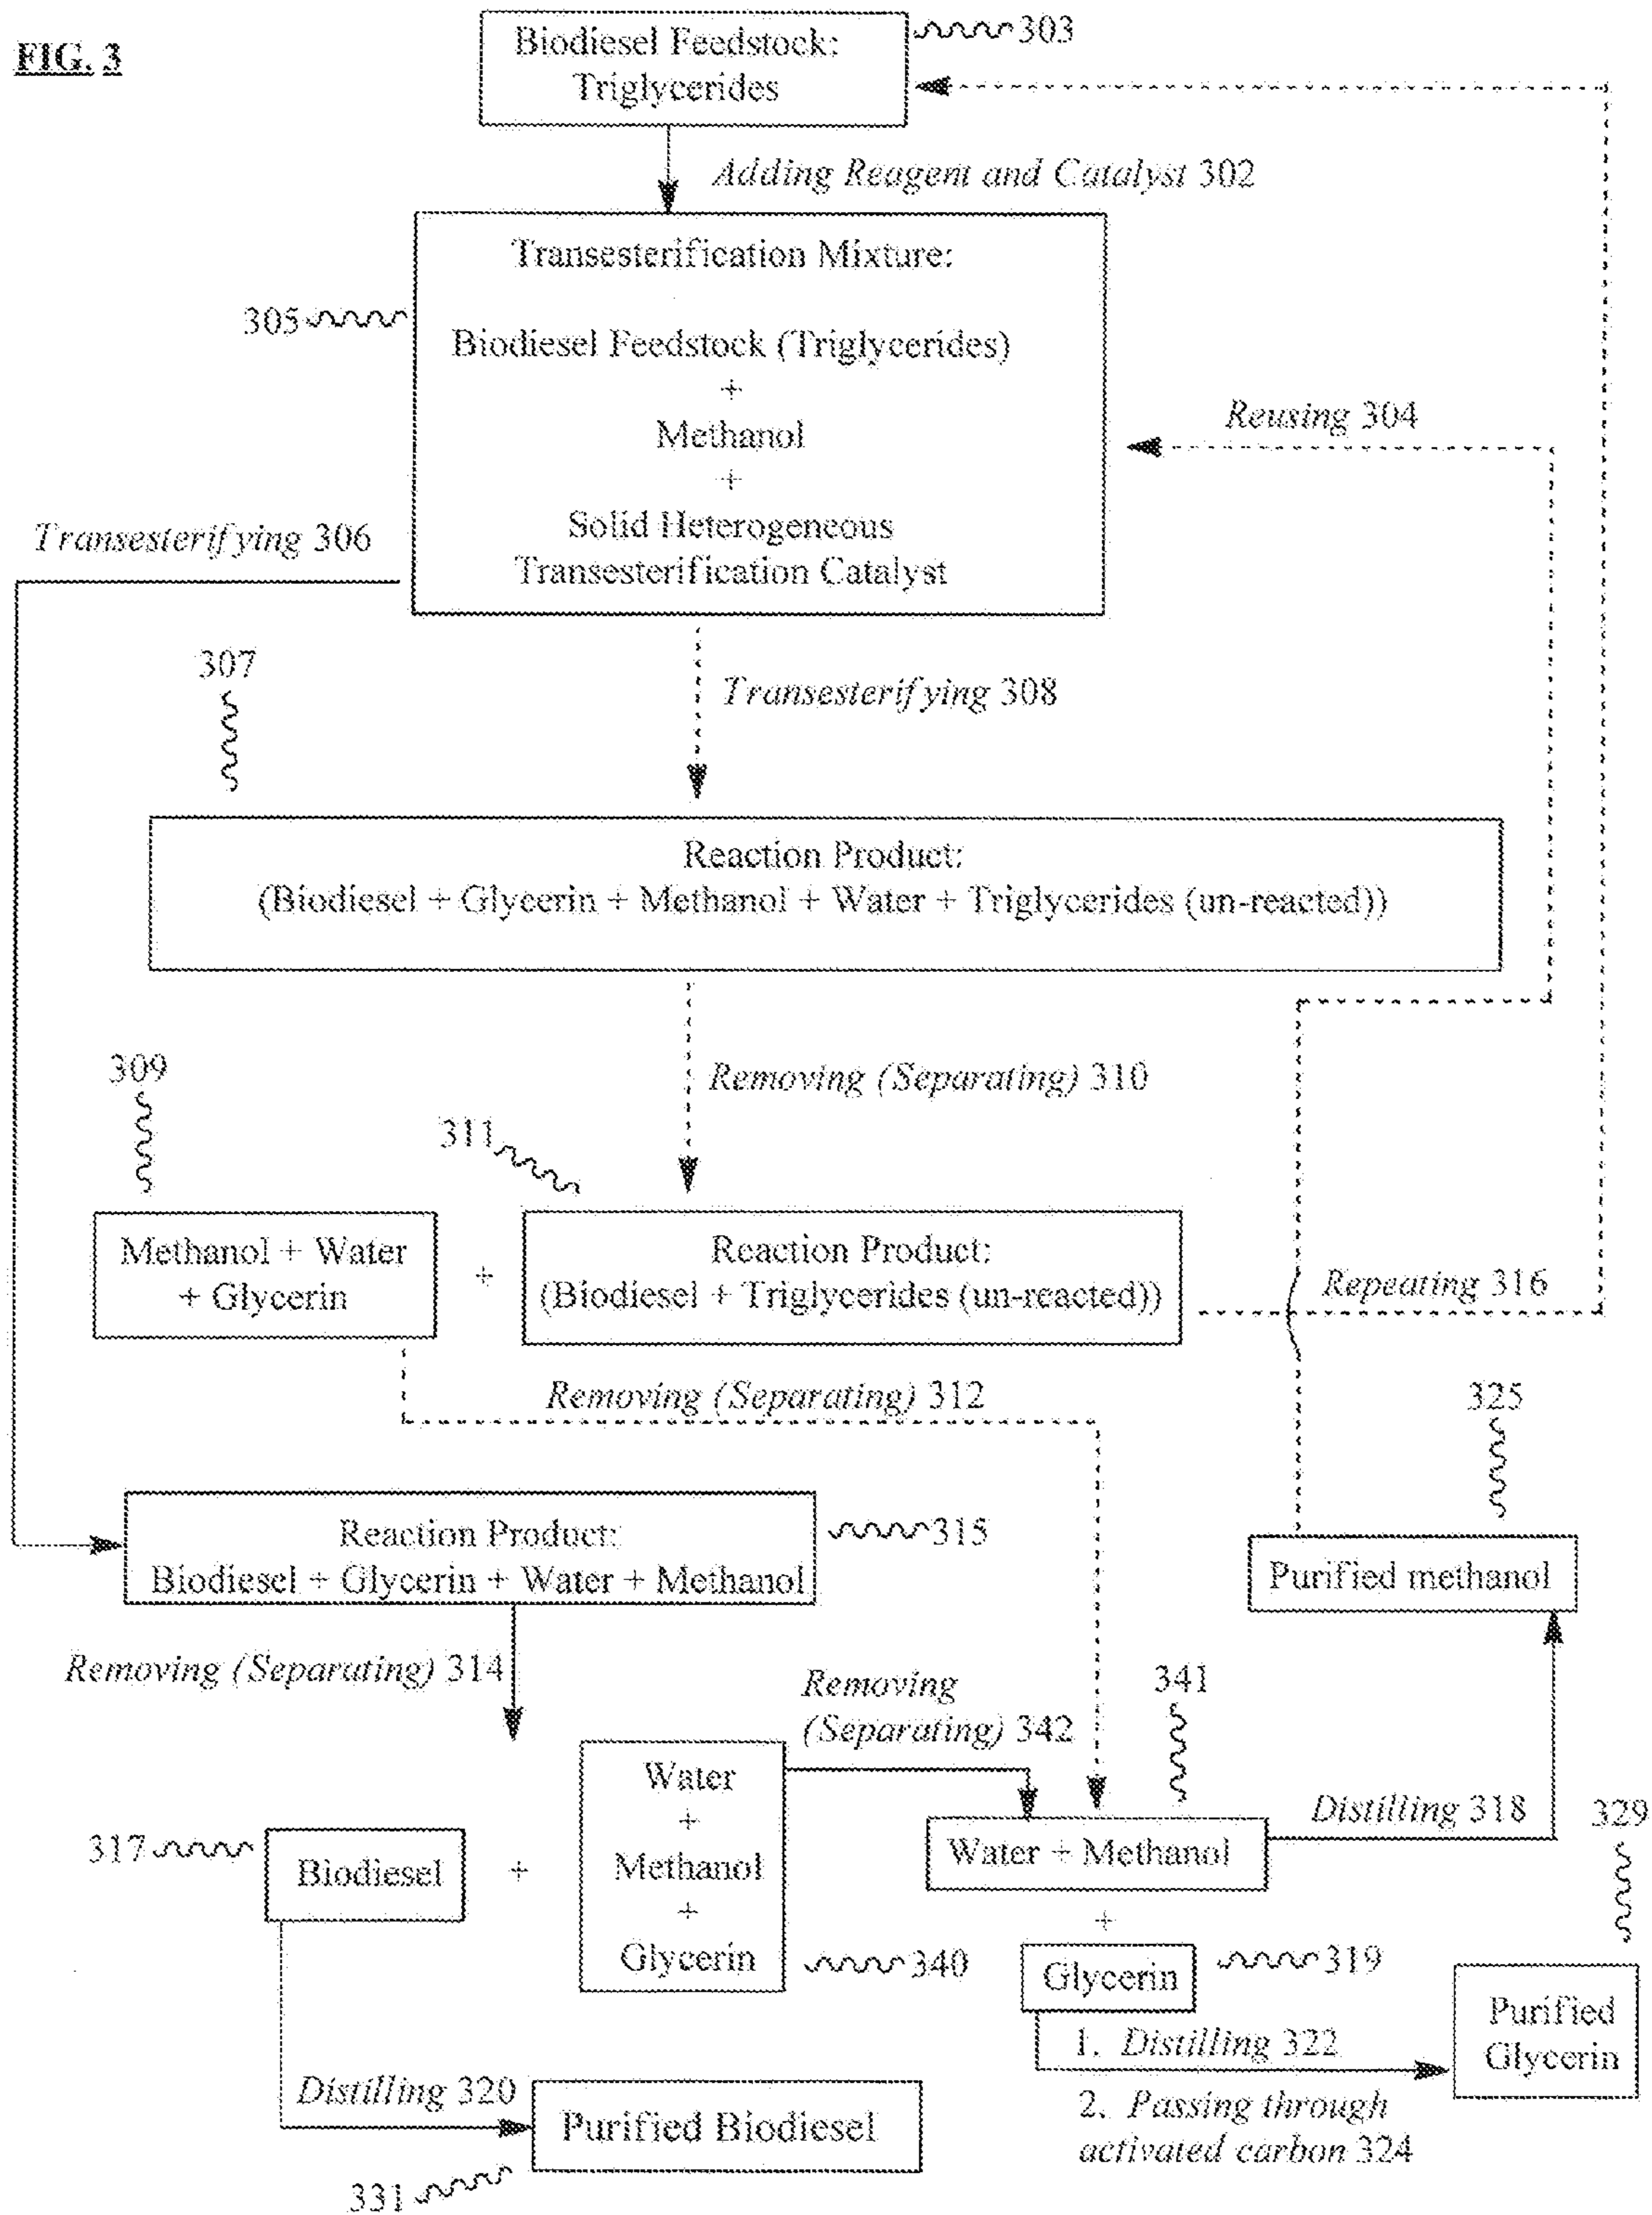 FIG. 3
Biodiesel Feedstock:
Triglycerides
303
Adding Reagent and Catalyst 302
Transesterification Mixture:
305
Biodiesel Feedstock (Triglycerides)
+
Methanol
+
Solid Heterogeneous
Transesterification Catalyst
Reusing 304
Transesterifying 306
307
Transesterifying 308
Reaction Product:
(Biodiesel + Glycerin + Methanol + Water + Triglycerides (un-reacted))
309
Removing (Separating) 310
311
Methanol + Water
+ Glycerin
+
Reaction Product:
(Biodiesel + Triglycerides (un-reacted))
Repeating 316
Removing (Separating) 312
325
Reaction Product:
Biodiesel + Glycerin + Water + Methanol
315
Purified methanol
Removing (Separating) 314
Removing
(Separating) 342
341
Water
+
Methanol
+
Glycerin
340
317
Biodiesel
+
Water + Methanol
Distilling 318
329
+
Glycerin
319
Purified
Glycerin
1. Distilling 322
2. Passing through
activated carbon 324
Distilling 320
Purified Biodiesel
331